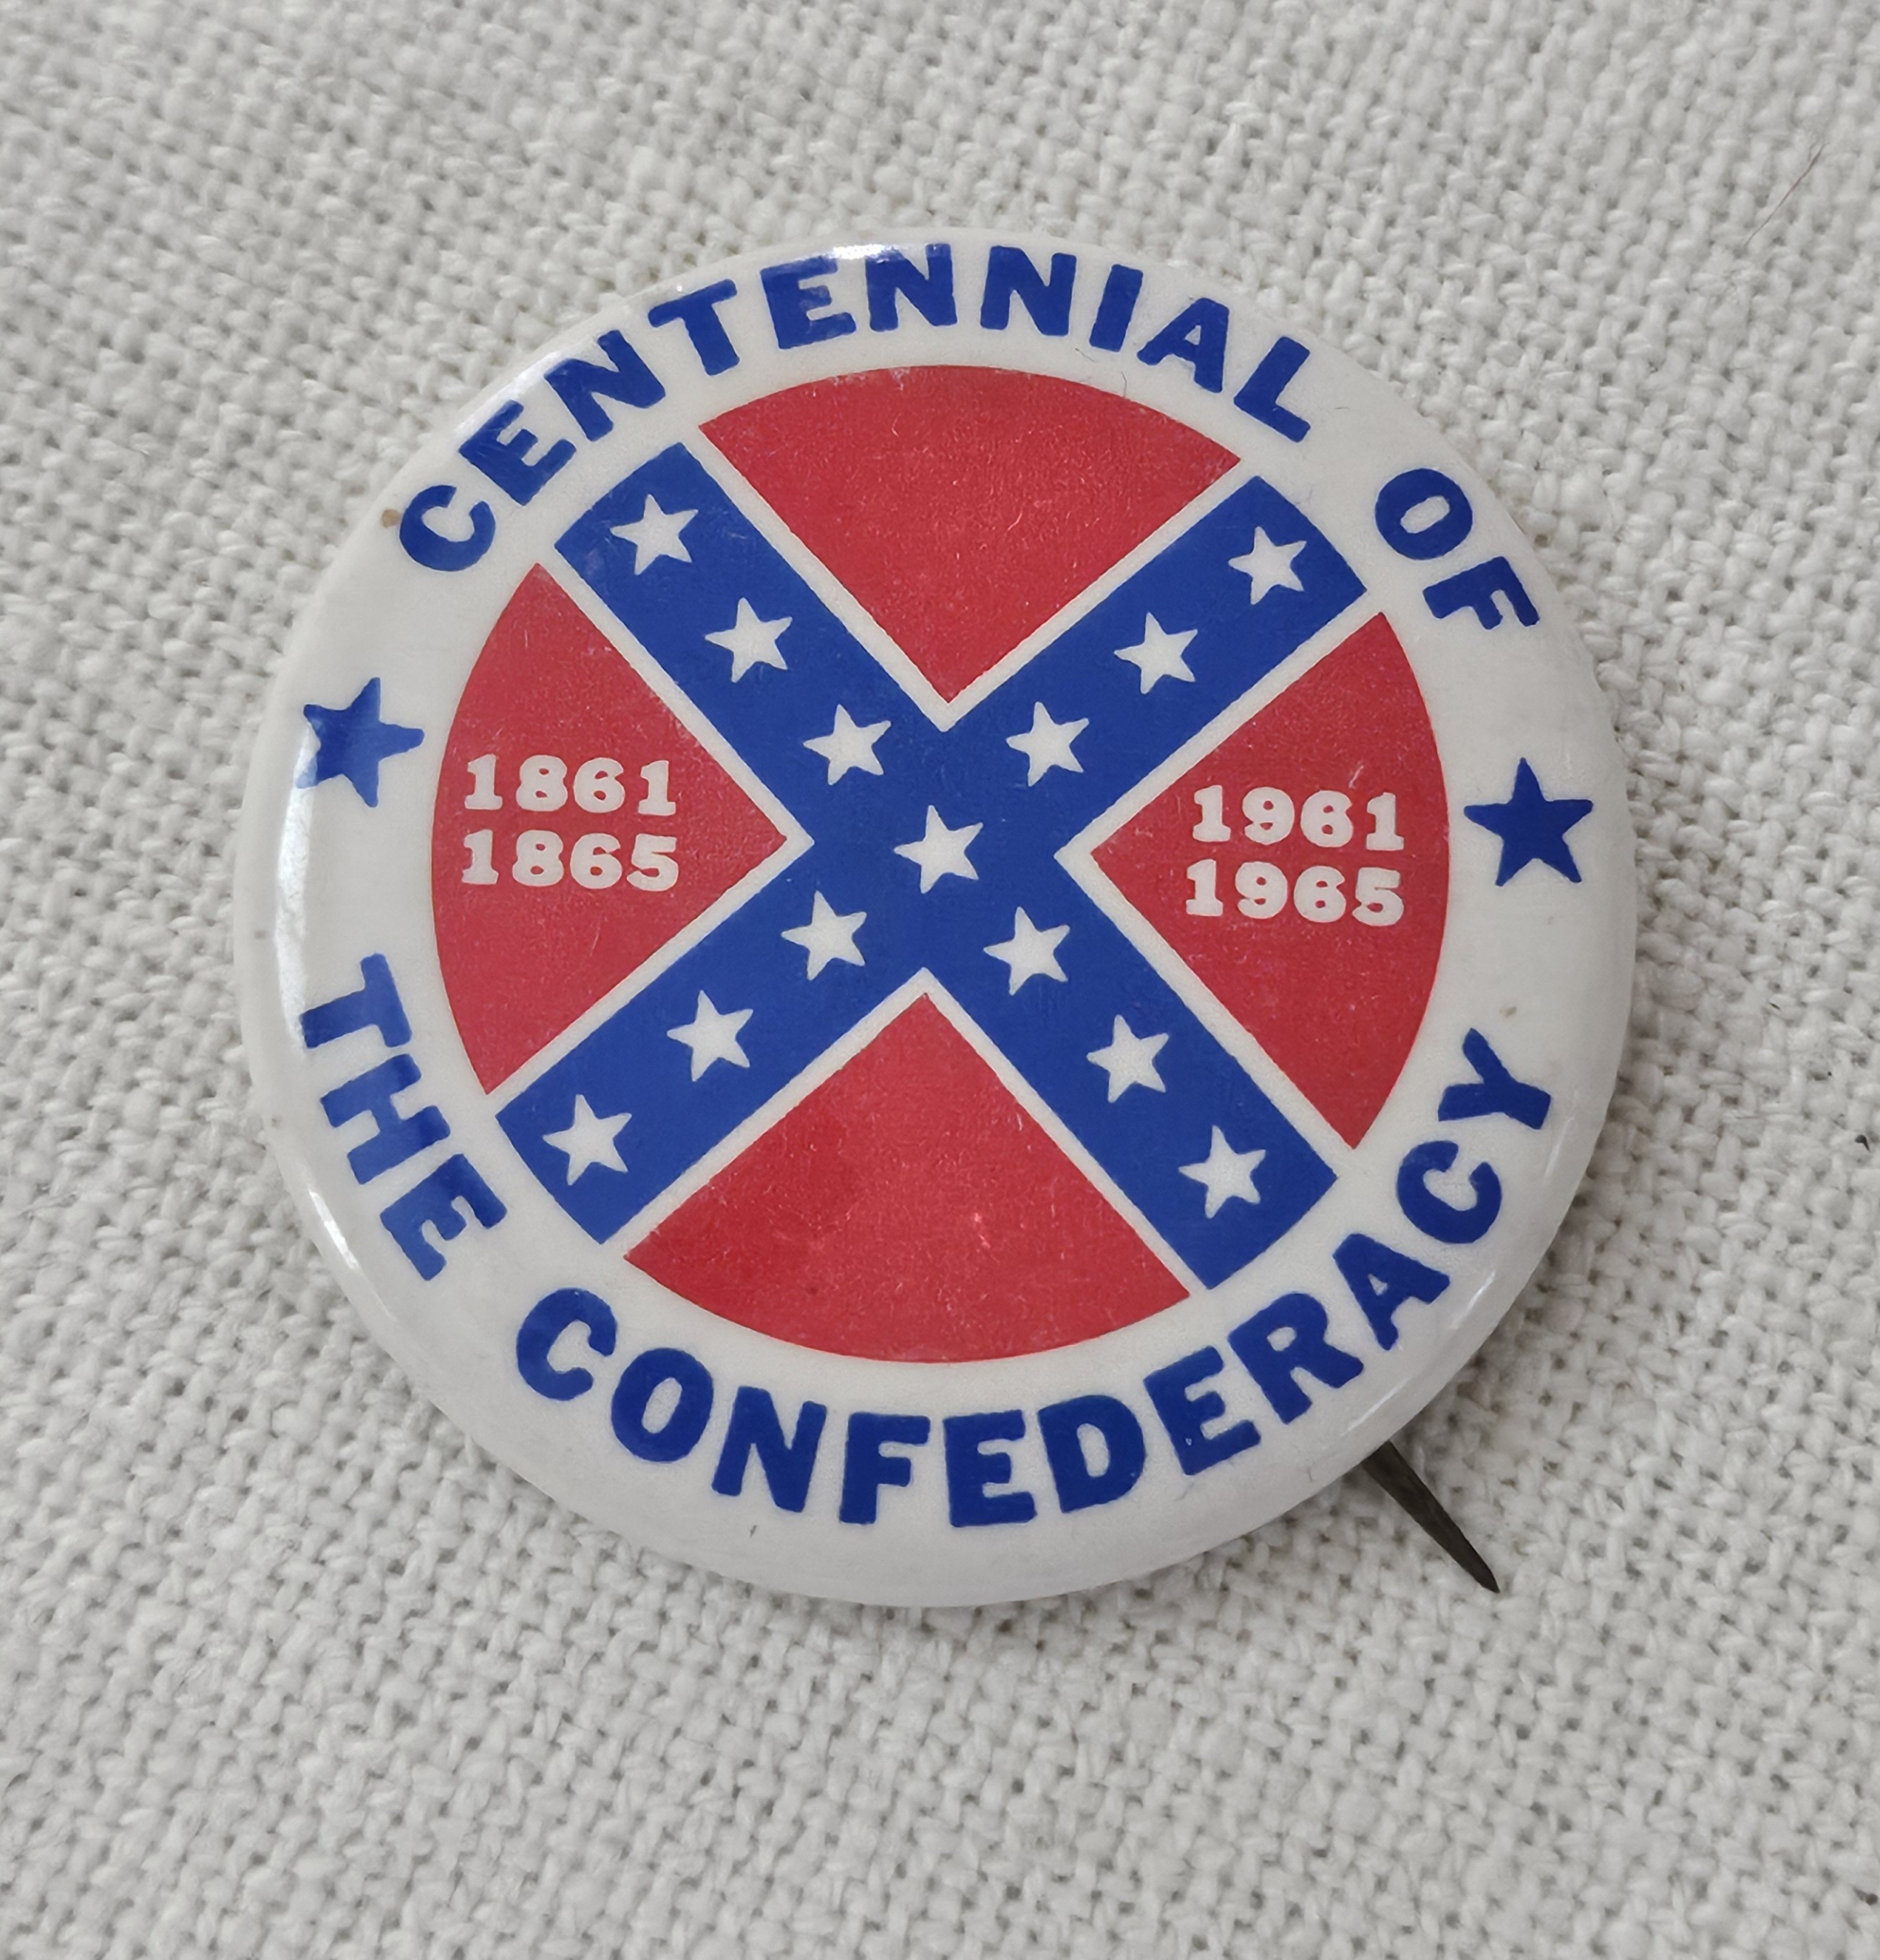 CENTENNIAL OF
THE CONFEDERACY
1861
1865
1961
1965